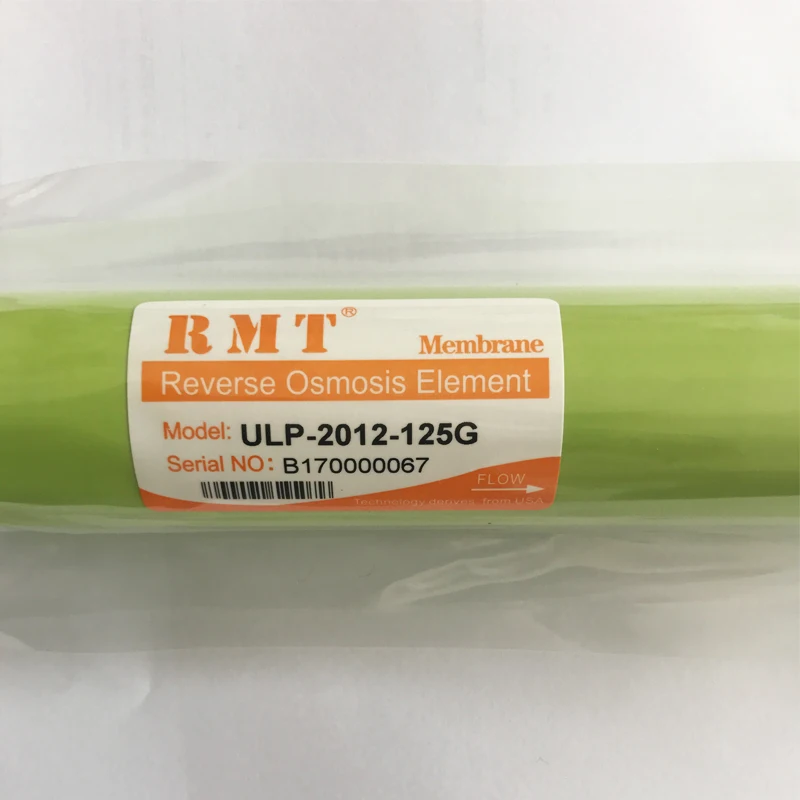 RMT® Membrane
Reverse Osmosis Element
Model: ULP-2012-125G
Serial NO: B170000067
FLOW
Technology derives from USA